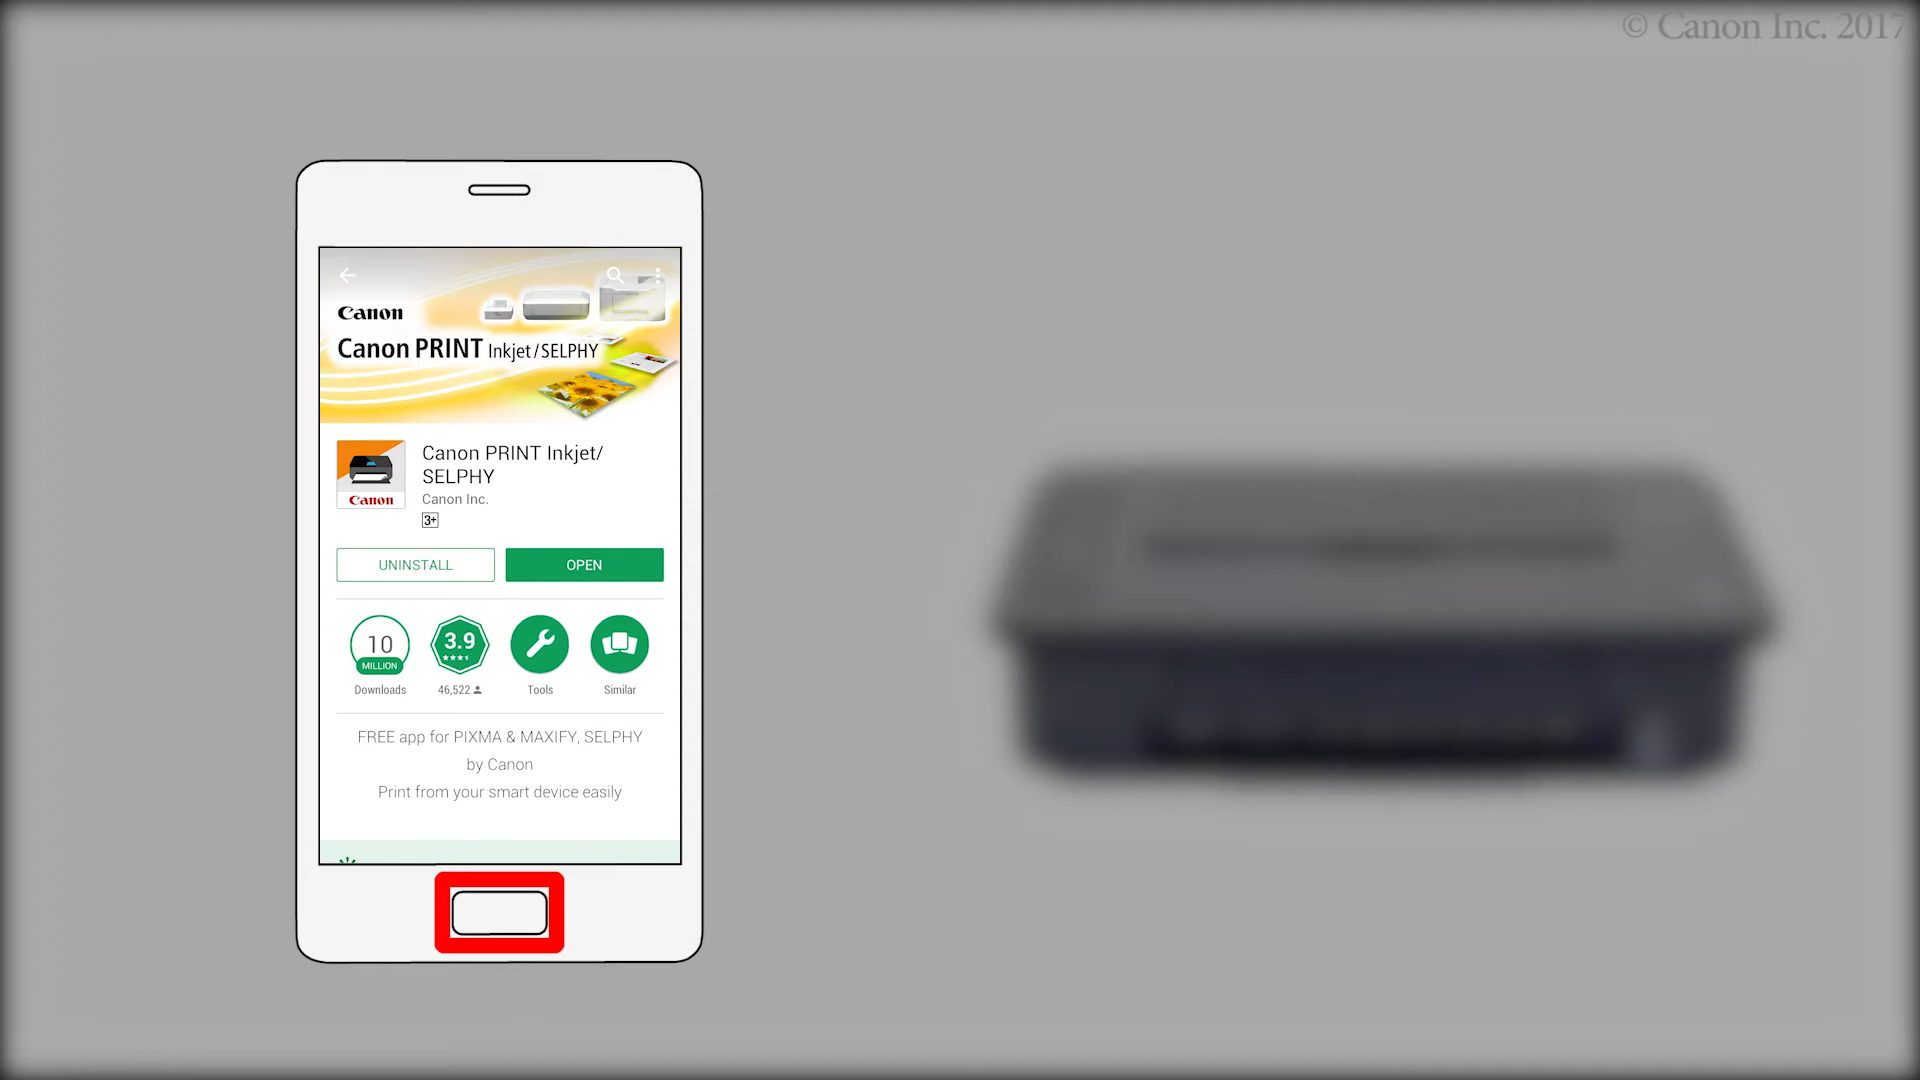 © Canon Inc. 2017
Canon
Canon PRINT Inkjet/SELPHY
Canon PRINT Inkjet/
SELPHY
Canon
Canon Inc.
3+
UNINSTALL
OPEN
10
MILLION
3.9
Downloads
46,522
Tools
Similar
FREE app for PIXMA & MAXIFY, SELPHY
by Canon
Print from your smart device easily